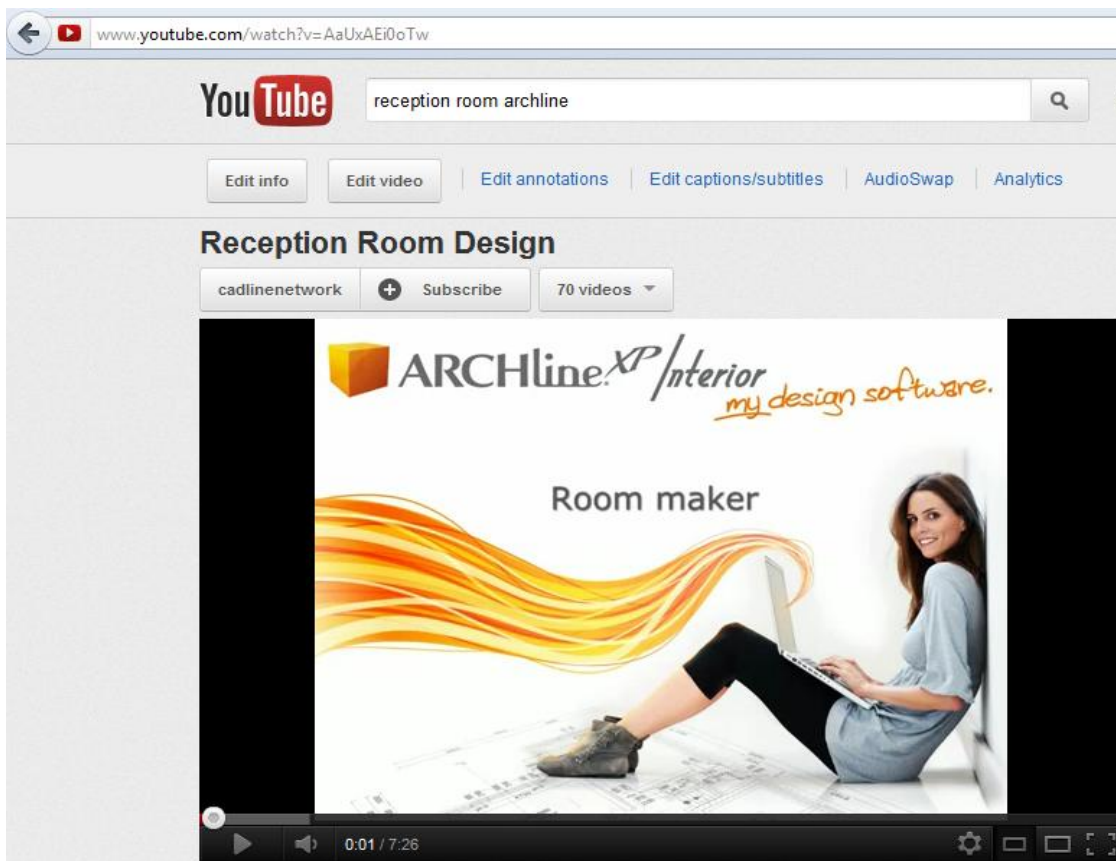 www.youtube.com/watch?v=AaUxAEi0oTw
YouTube
reception room archline
Edit info Edit video Edit annotations Edit captions/subtitles AudioSwap Analytics
Reception Room Design
cadlinenetwork Subscribe 70 videos
ARCHline.XP/Interior
my design software.
Room maker
0:01 / 7:26